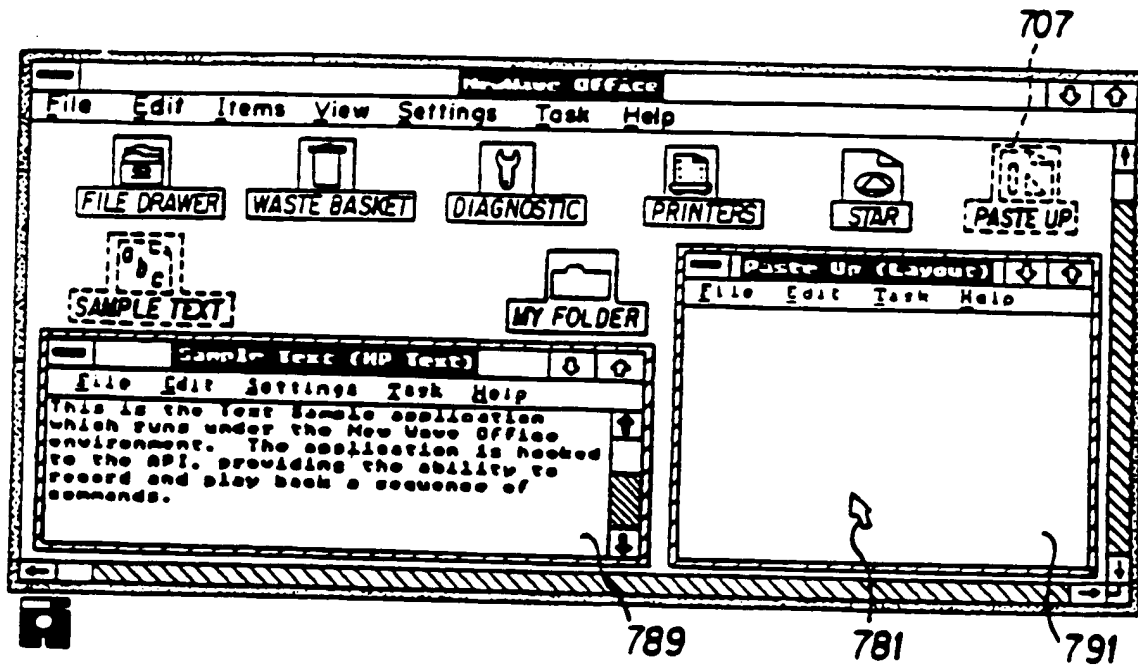 707
NewWave Office
File Edit Items View Settings Task Help
FILE DRAWER WASTE BASKET DIAGNOSTIC PRINTERS STAR PASTE UP
abc
SAMPLE TEXT
MY FOLDER
Paste Up (Layout)
File Edit Task Help
Sample Text (HP Text)
File Edit Settings Task Help
This is the Text Sample application
which runs under the New Wave Office
environment. The application is hooked
to the API, providing the ability to
record and play back a sequence of
commands.
789 781 791